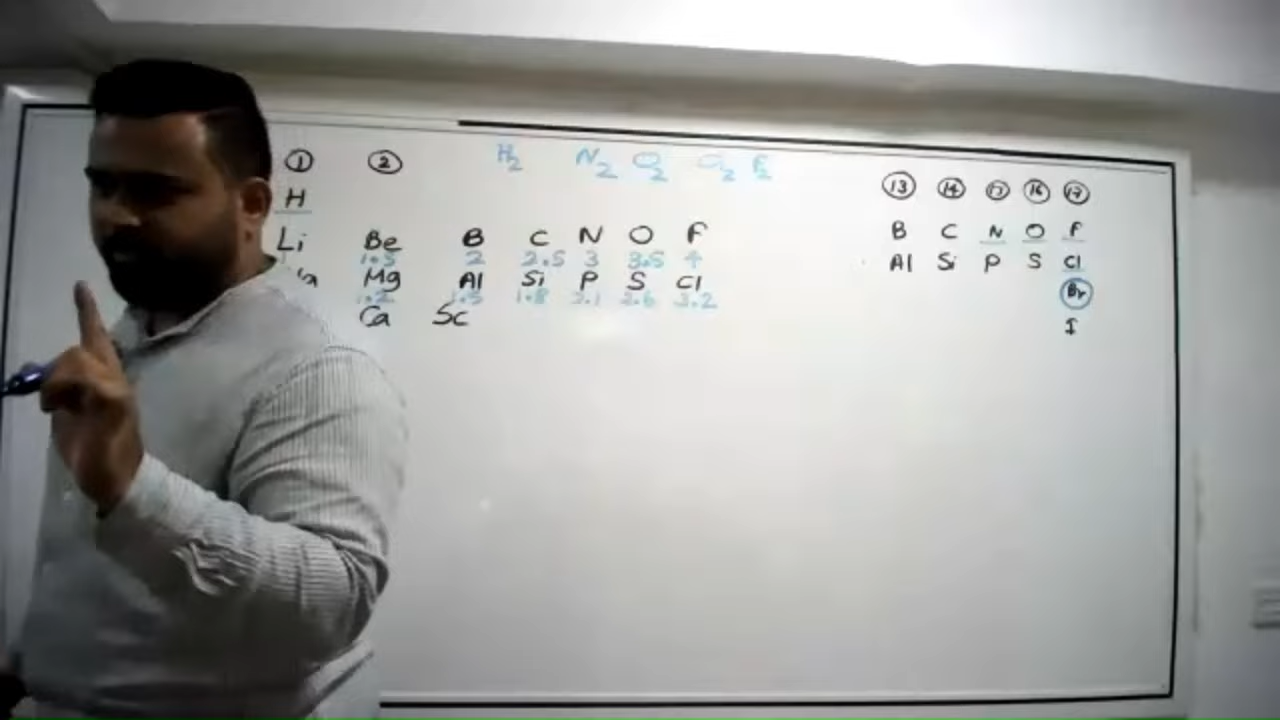 ① ② H₂ N₂ O₂ Cl₂ F₂ ⑬ ⑭ ⑮ ⑯ ⑰
H
Li Be B C N O F B C N O F
1.5 2 2.5 3 3.5 4
Mg Al Si P S Cl Al Si P S Cl
1.2 1.5 1.8 2.1 2.6 3.2 Br
Ca Sc I